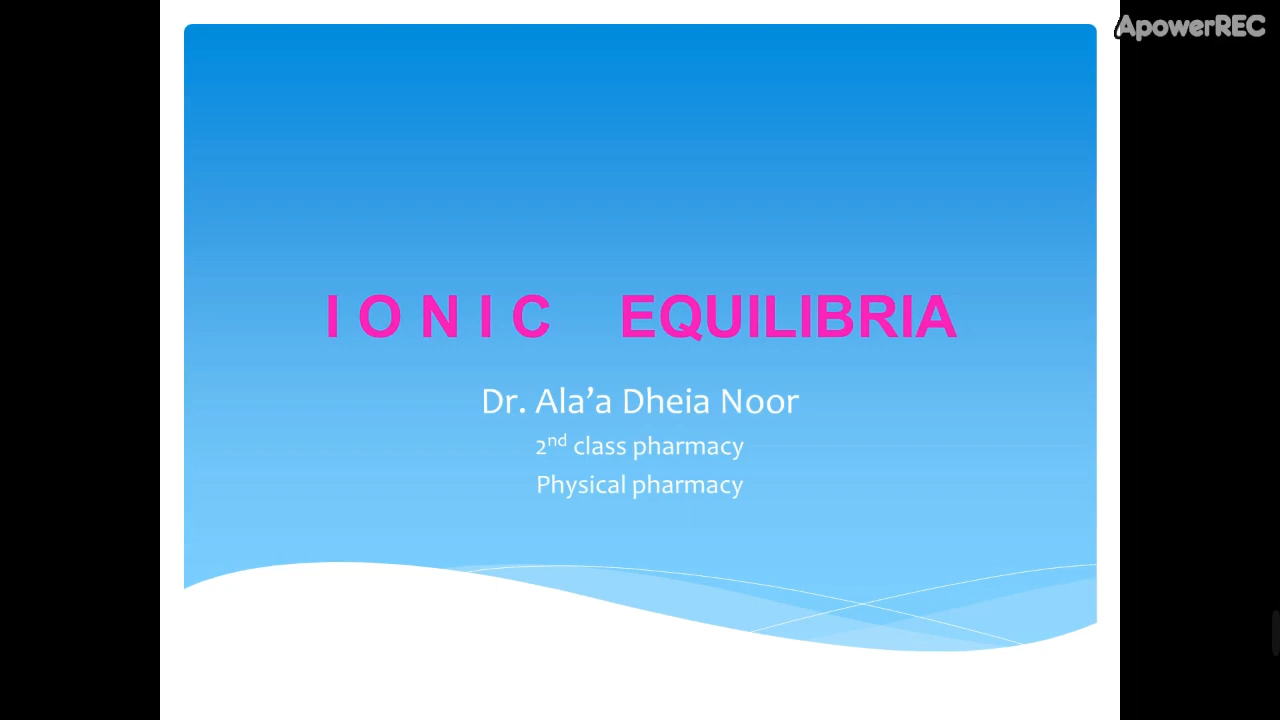 ApowerREC
I O N I C EQUILIBRIA
Dr. Ala’a Dheia Noor
2nd class pharmacy
Physical pharmacy